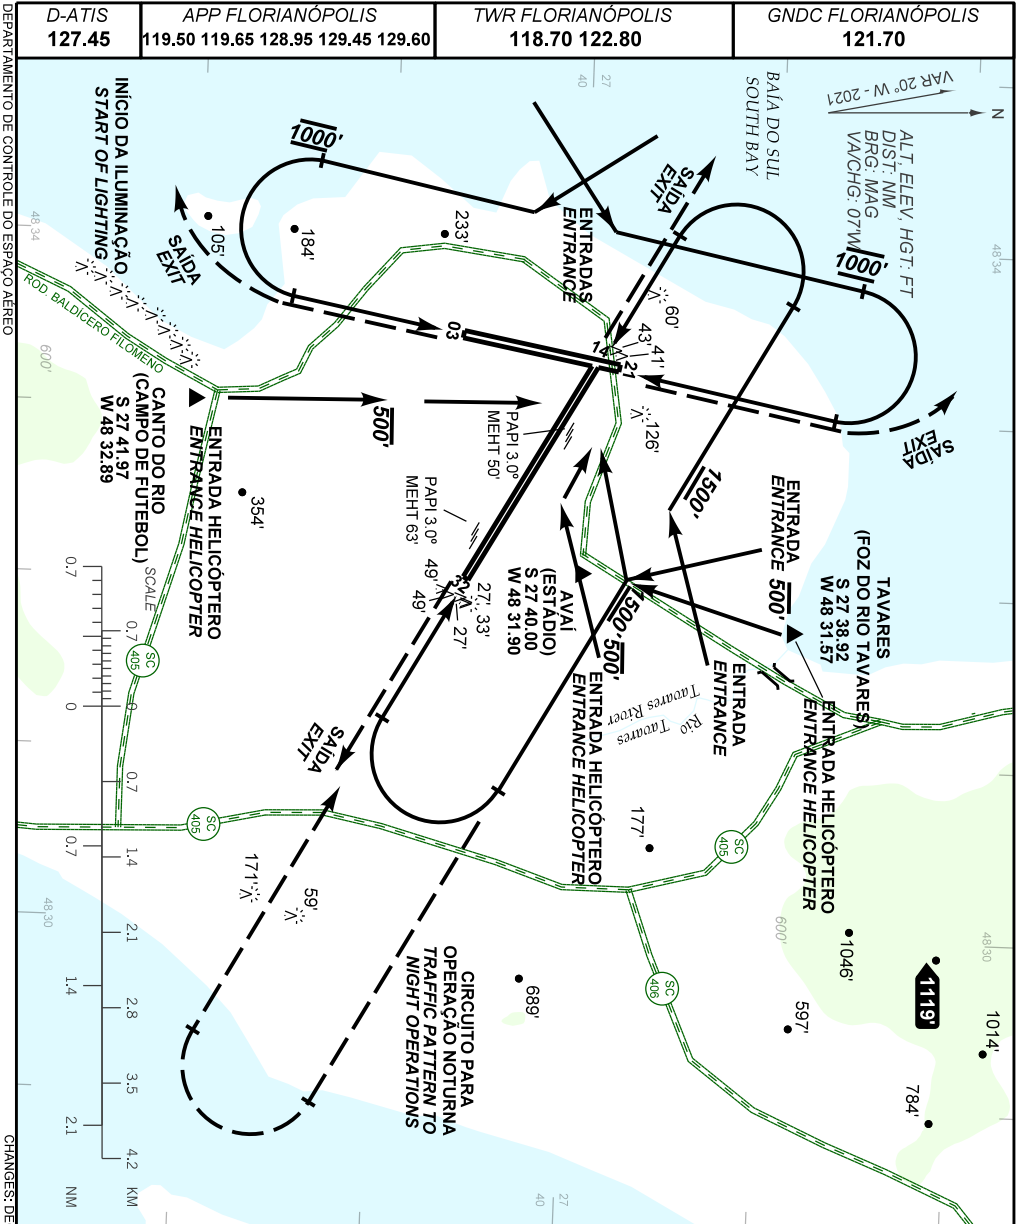 D-ATIS
127.45
APP FLORIANÓPOLIS
119.50 119.65 128.95 129.45 129.60
TWR FLORIANÓPOLIS
118.70 122.80
GNDC FLORIANÓPOLIS
121.70
DEPARTAMENTO DE CONTROLE DO ESPAÇO AÉREO
CHANGES: DE
VAR 20° W - 2021
N
ALT, ELEV, HGT: FT
DIST: NM
BRG: MAG
VA/CHG: 07'W
BAÍA DO SUL
SOUTH BAY
27
40
48 34
48 34
INÍCIO DA ILUMINAÇÃO
START OF LIGHTING
1000'
1000'
SAÍDA
EXIT
SAÍDA
EXIT
SAÍDA
EXIT
105'
184'
233'
ENTRADAS
ENTRANCE
60'
43'
41'
14
21
03
126'
ROD. BALDÍCERO FILOMENO
600'
CANTO DO RIO
(CAMPO DE FUTEBOL)
S 27 41.97
W 48 32.89
ENTRADA HELICÓPTERO
ENTRANCE HELICOPTER
354'
500'
PAPI 3.0°
MEHT 50'
PAPI 3.0°
MEHT 63'
1500'
ENTRADA
ENTRANCE
500'
TAVARES
(FOZ DO RIO TAVARES)
S 27 38.92
W 48 31.57
ENTRADA HELICÓPTERO
ENTRANCE HELICOPTER
AVAÍ
(ESTÁDIO)
S 27 40.00
W 48 31.90
1500'
500'
ENTRADA HELICÓPTERO
ENTRANCE HELICOPTER
ENTRADA
ENTRANCE
Rio
Tavares
Tavares River
32
49'
49'
27'
33'
27'
SAÍDA
EXIT
SC
405
SC
405
SC
405
SC
406
177'
171'
59'
689'
600'
1046'
597'
1119'
1014'
784'
48 30
48 30
CIRCUITO PARA
OPERAÇÃO NOTURNA
TRAFFIC PATTERN TO
NIGHT OPERATIONS
SCALE
0.7
0
0.7
1.4
2.1
2.8
3.5
4.2
KM
0.7
0
0.7
1.4
2.1
NM
27
40